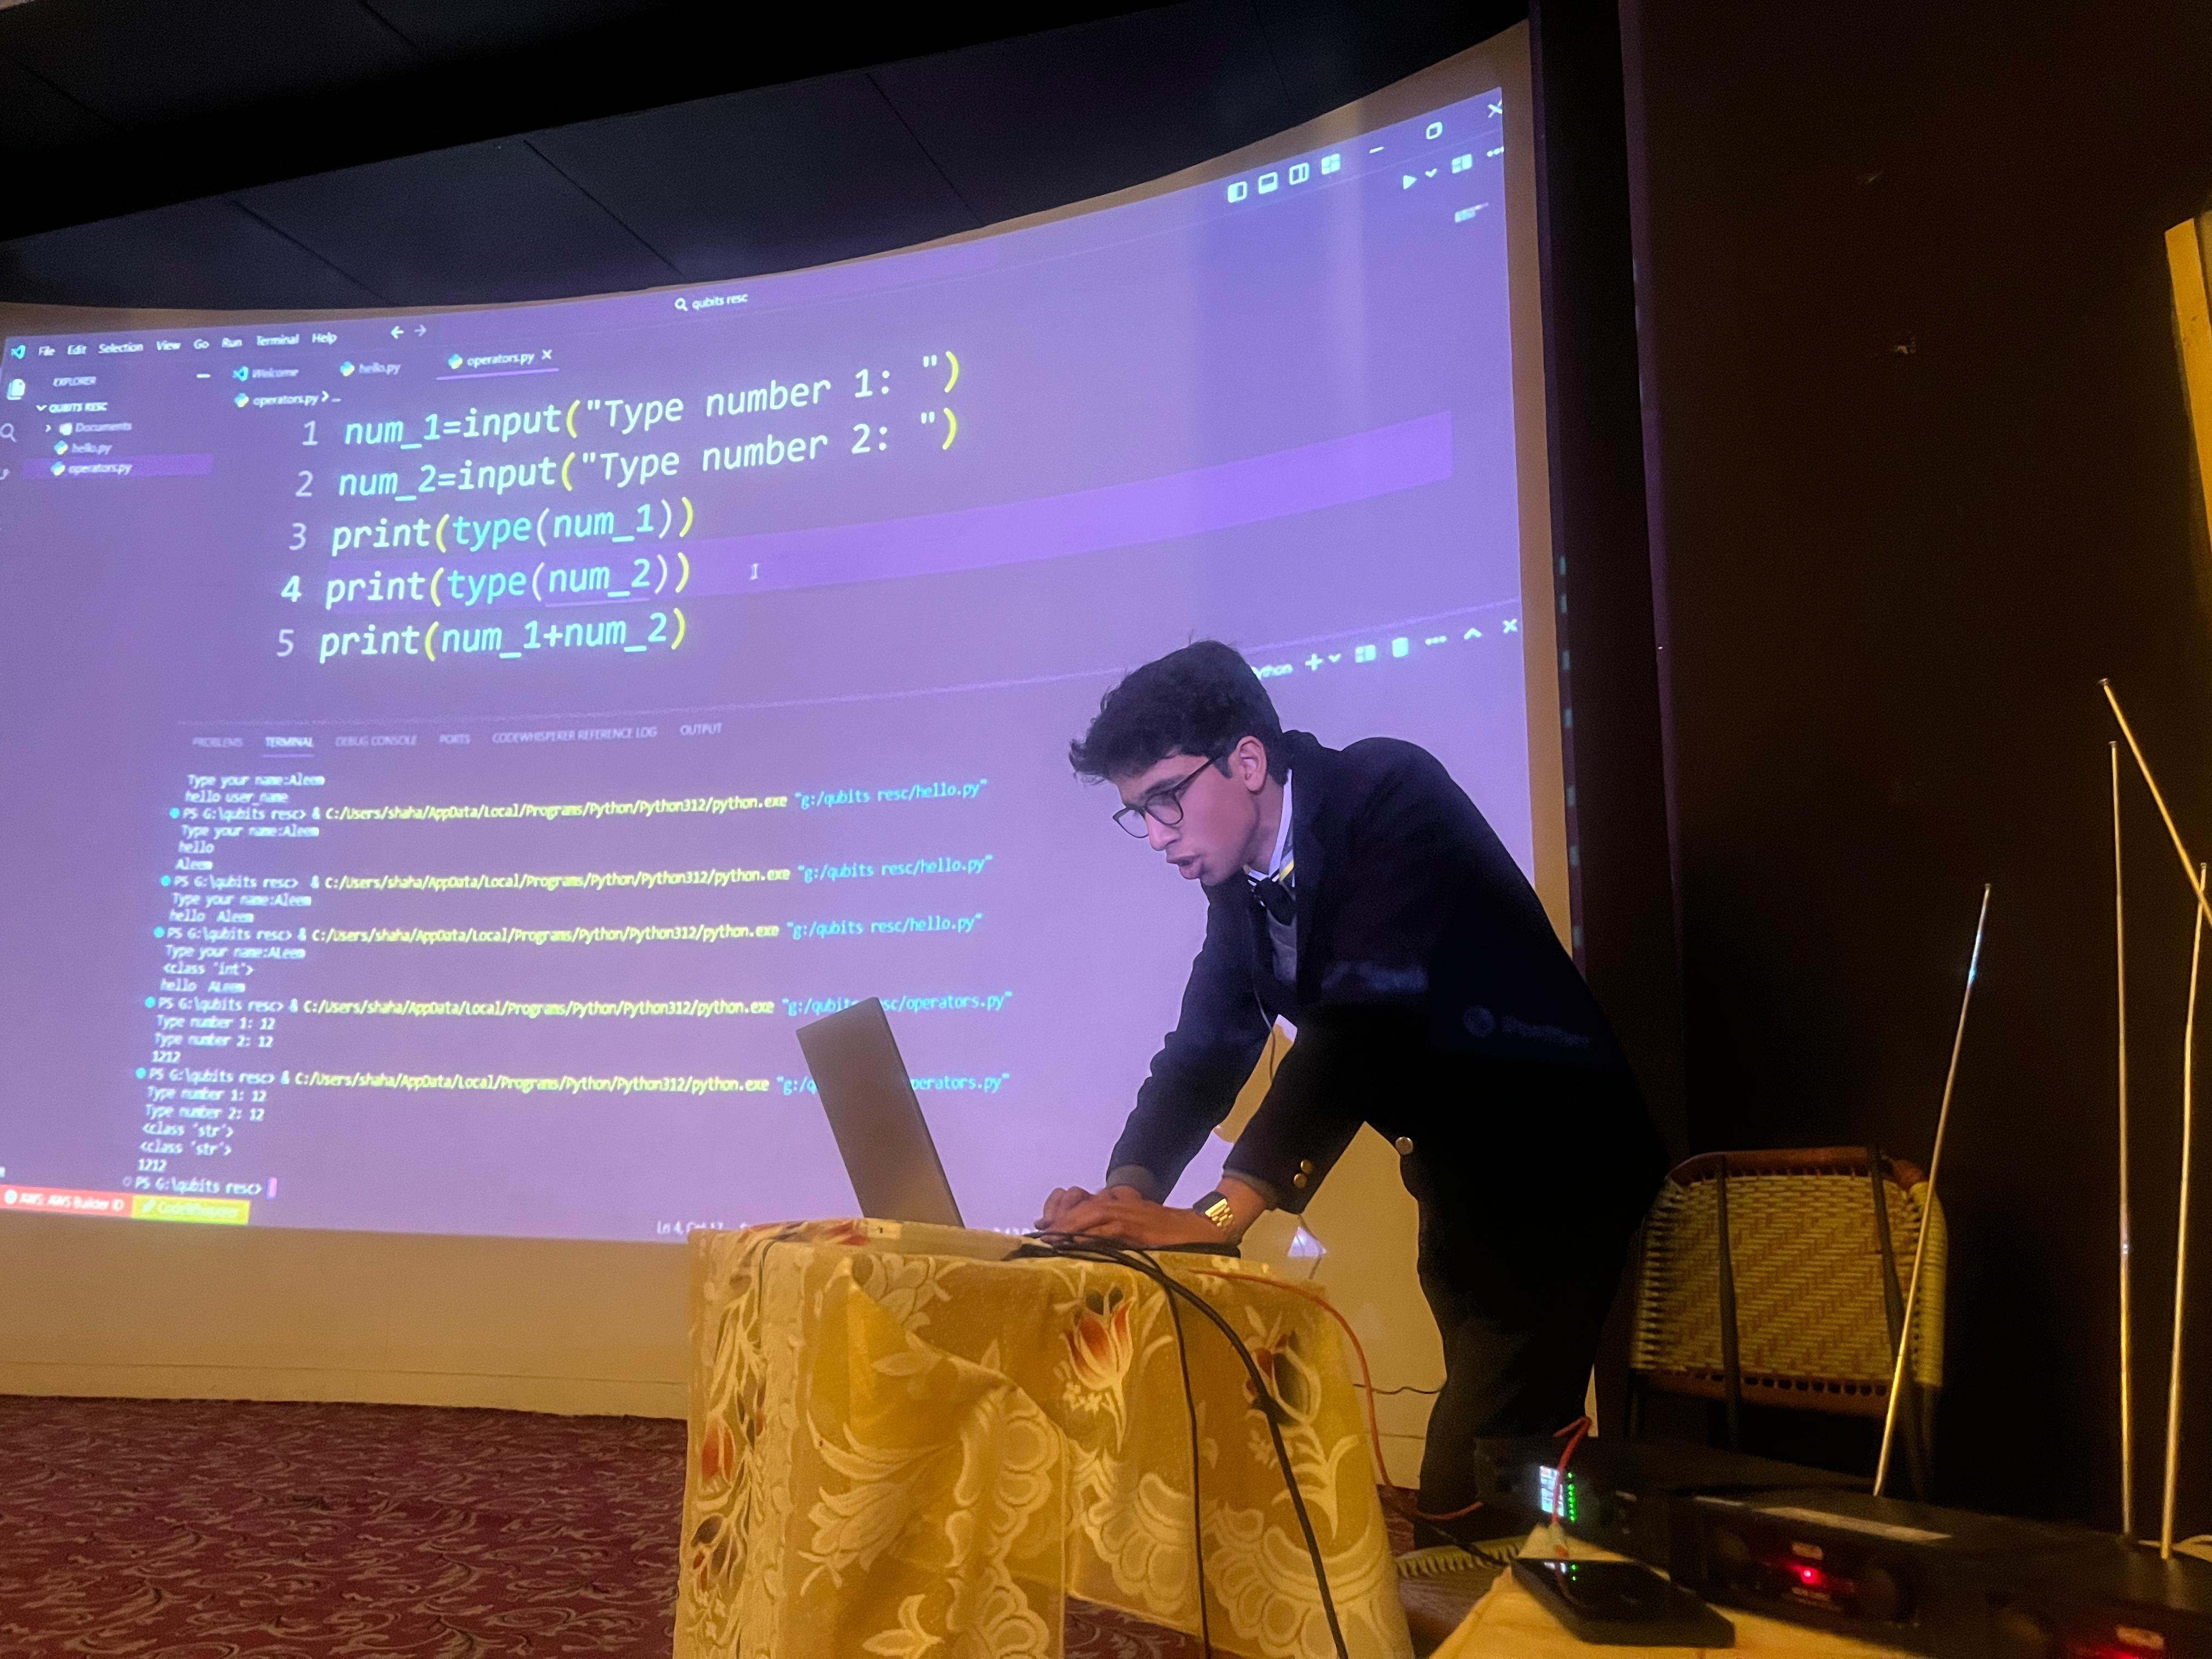 qubits resc
File Edit Selection View Go Run Terminal Help
EXPLORER
Welcome
hello.py
operators.py
QUBITS RESC
operators.py > ...
Documents
hello.py
operators.py
1 num_1=input("Type number 1: ")
2 num_2=input("Type number 2: ")
3 print(type(num_1))
4 print(type(num_2))
5 print(num_1+num_2)
PROBLEMS TERMINAL DEBUG CONSOLE PORTS CODEWHISPERER REFERENCE LOG OUTPUT
Type your name:Aleem
hello user_name
PS G:\qubits resc> & C:/Users/shaha/AppData/Local/Programs/Python/Python312/python.exe "g:/qubits resc/hello.py"
Type your name:Aleem
hello
Aleem
PS G:\qubits resc> & C:/Users/shaha/AppData/Local/Programs/Python/Python312/python.exe "g:/qubits resc/hello.py"
Type your name:Aleem
hello Aleem
PS G:\qubits resc> & C:/Users/shaha/AppData/Local/Programs/Python/Python312/python.exe "g:/qubits resc/hello.py"
Type your name:ALeem
<class 'int'>
hello ALeem
PS G:\qubits resc> & C:/Users/shaha/AppData/Local/Programs/Python/Python312/python.exe "g:/qubits resc/operators.py"
Type number 1: 12
Type number 2: 12
1212
PS G:\qubits resc> & C:/Users/shaha/AppData/Local/Programs/Python/Python312/python.exe "g:/q operators.py"
Type number 1: 12
Type number 2: 12
<class 'str'>
<class 'str'>
1212
PS G:\qubits resc>
AWS: AWS Builder ID
CodeWhisperer
Ln 4, Col 17